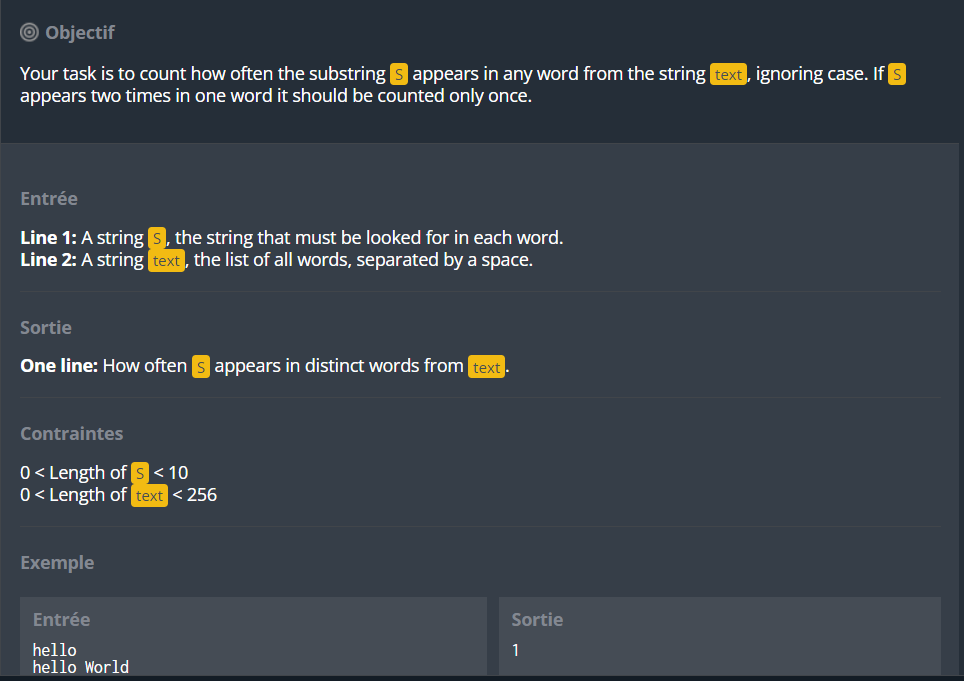 Objectif
Your task is to count how often the substring S appears in any word from the string text, ignoring case. If S
appears two times in one word it should be counted only once.
Entrée
Line 1: A string S, the string that must be looked for in each word.
Line 2: A string text, the list of all words, separated by a space.
Sortie
One line: How often S appears in distinct words from text.
Contraintes
0 < Length of S < 10
0 < Length of text < 256
Exemple
Entrée
hello
hello World
Sortie
1